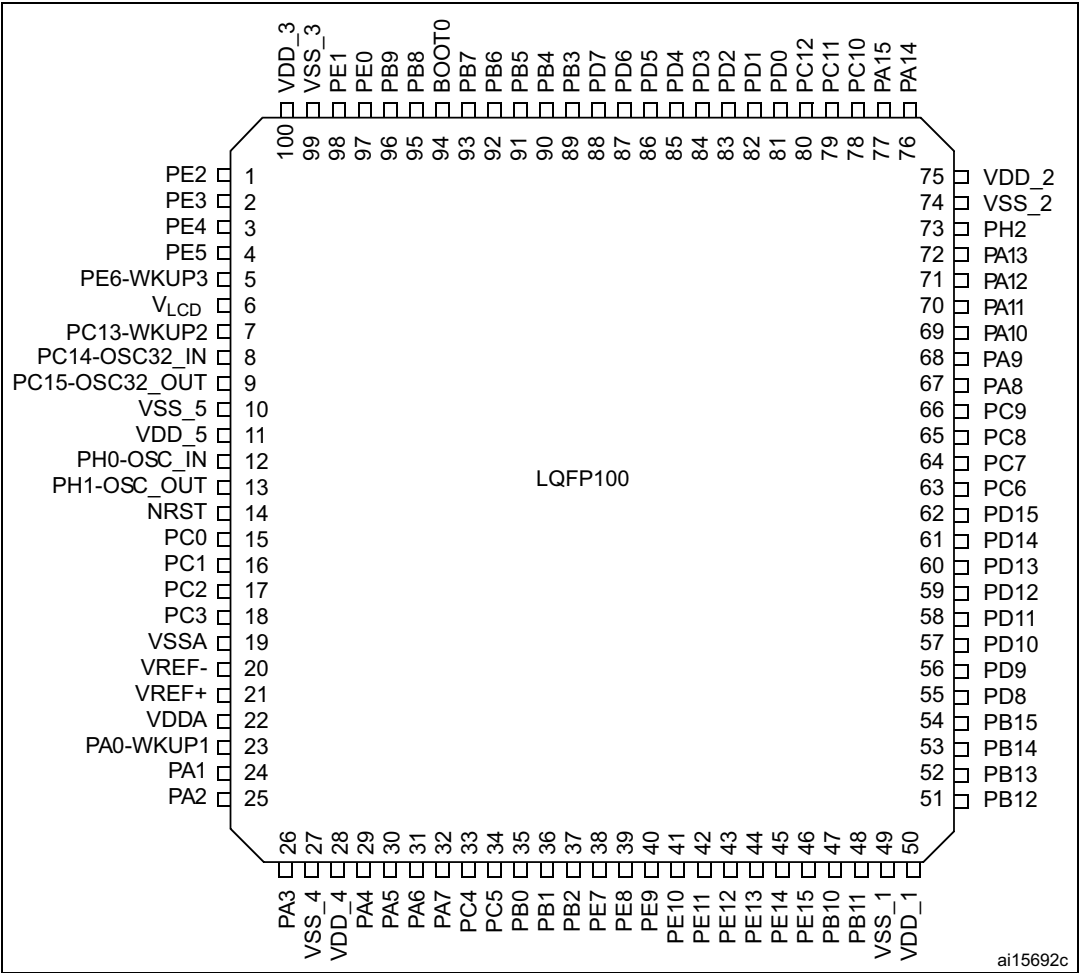 VDD_3
VSS_3
PE1
PE0
PB9
PB8
BOOT0
PB7
PB6
PB5
PB4
PB3
PD7
PD6
PD5
PD4
PD3
PD2
PD1
PD0
PC12
PC11
PC10
PA15
PA14
100
99
98
97
96
95
94
93
92
91
90
89
88
87
86
85
84
83
82
81
80
79
78
77
76
PE2 1
PE3 2
PE4 3
PE5 4
PE6-WKUP3 5
VLCD 6
PC13-WKUP2 7
PC14-OSC32_IN 8
PC15-OSC32_OUT 9
VSS_5 10
VDD_5 11
PH0-OSC_IN 12
PH1-OSC_OUT 13
NRST 14
PC0 15
PC1 16
PC2 17
PC3 18
VSSA 19
VREF- 20
VREF+ 21
VDDA 22
PA0-WKUP1 23
PA1 24
PA2 25
LQFP100
75 VDD_2
74 VSS_2
73 PH2
72 PA13
71 PA12
70 PA11
69 PA10
68 PA9
67 PA8
66 PC9
65 PC8
64 PC7
63 PC6
62 PD15
61 PD14
60 PD13
59 PD12
58 PD11
57 PD10
56 PD9
55 PD8
54 PB15
53 PB14
52 PB13
51 PB12
26
27
28
29
30
31
32
33
34
35
36
37
38
39
40
41
42
43
44
45
46
47
48
49
50
PA3
VSS_4
VDD_4
PA4
PA5
PA6
PA7
PC4
PC5
PB0
PB1
PB2
PE7
PE8
PE9
PE10
PE11
PE12
PE13
PE14
PE15
PB10
PB11
VSS_1
VDD_1
ai15692c